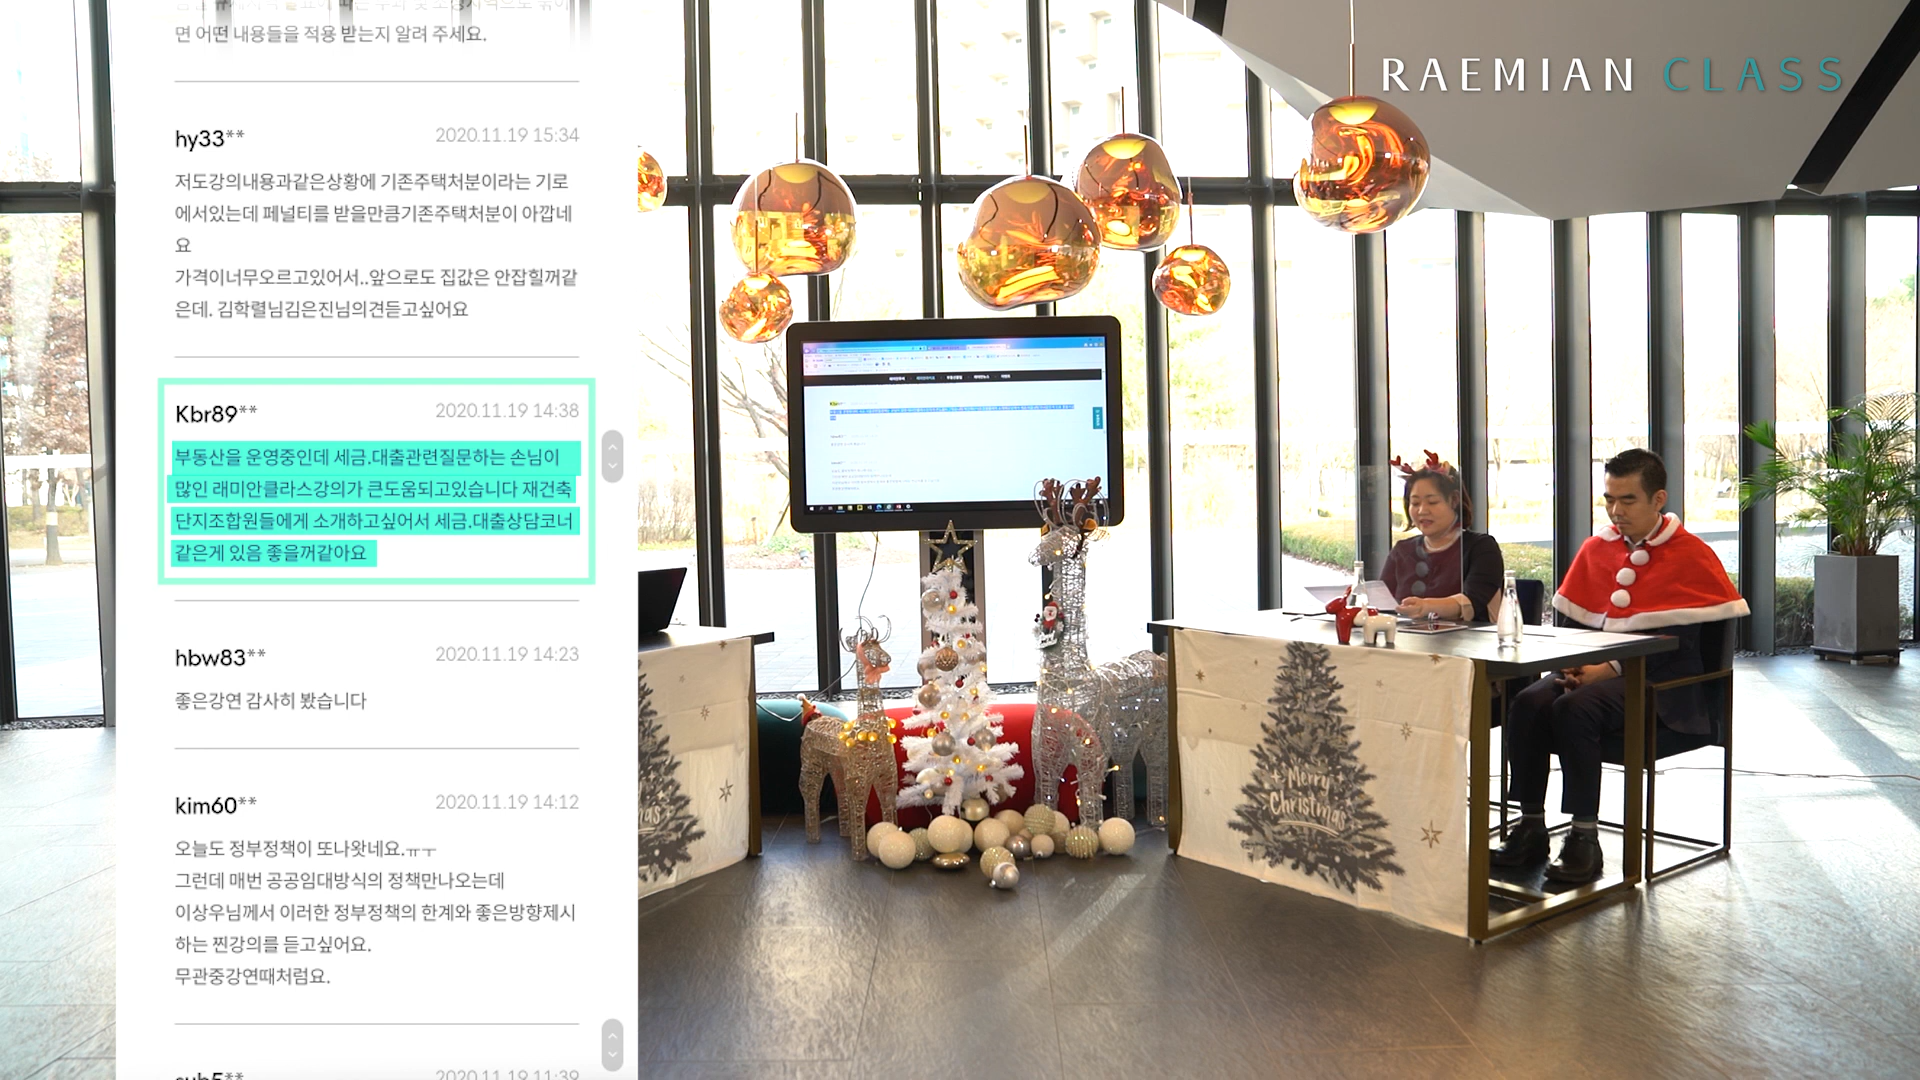 면 어떤 내용들을 적용 받는지 알려 주세요.
RAEMIAN CLASS
hy33** 2020.11.19 15:34
저도강의내용과같은상황에 기존주택처분이라는 기로
에서있는데 페널티를 받을만큼기존주택처분이 아깝네
요
가격이너무오르고있어서..앞으로도 집값은 안잡힐꺼같
은데. 김학렬님김은진님의견듣고싶어요
Kbr89** 2020.11.19 14:38
부동산을 운영중인데 세금.대출관련질문하는 손님이
많인 래미안클라스강의가 큰도움되고있습니다 재건축
단지조합원들에게 소개하고싶어서 세금.대출상담코너
같은게 있음 좋을꺼같아요
hbw83** 2020.11.19 14:23
좋은강연 감사히 봤습니다
kim60** 2020.11.19 14:12
오늘도 정부정책이 또나왓네요.ㅠㅜ
그런데 매번 공공임대방식의 정책만나오는데
이상우님께서 이러한 정부정책의 한계와 좋은방향제시
하는 찐강의를 듣고싶어요.
무관중강연때처럼요.
2020.11.19 11:39
Merry
Christmas